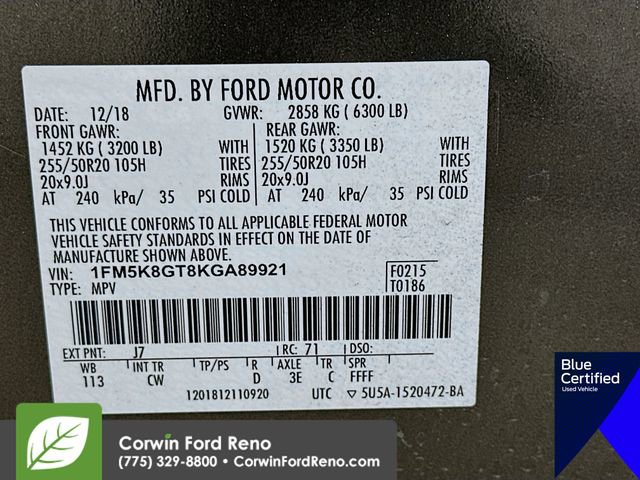 MFD. BY FORD MOTOR CO.
DATE: 12/18 GVWR: 2858 KG ( 6300 LB)
FRONT GAWR: REAR GAWR:
1452 KG ( 3200 LB) WITH 1520 KG ( 3350 LB) WITH
255/50R20 105H TIRES 255/50R20 105H TIRES
20x9.0J RIMS 20x9.0J RIMS
AT 240 kPa/ 35 PSI COLD AT 240 kPa/ 35 PSI COLD
THIS VEHICLE CONFORMS TO ALL APPLICABLE FEDERAL MOTOR
VEHICLE SAFETY STANDARDS IN EFFECT ON THE DATE OF
MANUFACTURE SHOWN ABOVE.
VIN: 1FM5K8GT8KGA89921 F0215
TYPE: MPV T0186
EXT PNT: J7 RC: 71 DSO:
WB INT TR TP/PS R AXLE TR SPR
113 CW D 3E C FFFF
1201812110920 UTC ▽ 5U5A-1520472-BA
Blue
Certified
Used Vehicle
Corwin Ford Reno
(775) 329-8800 • CorwinFordReno.com